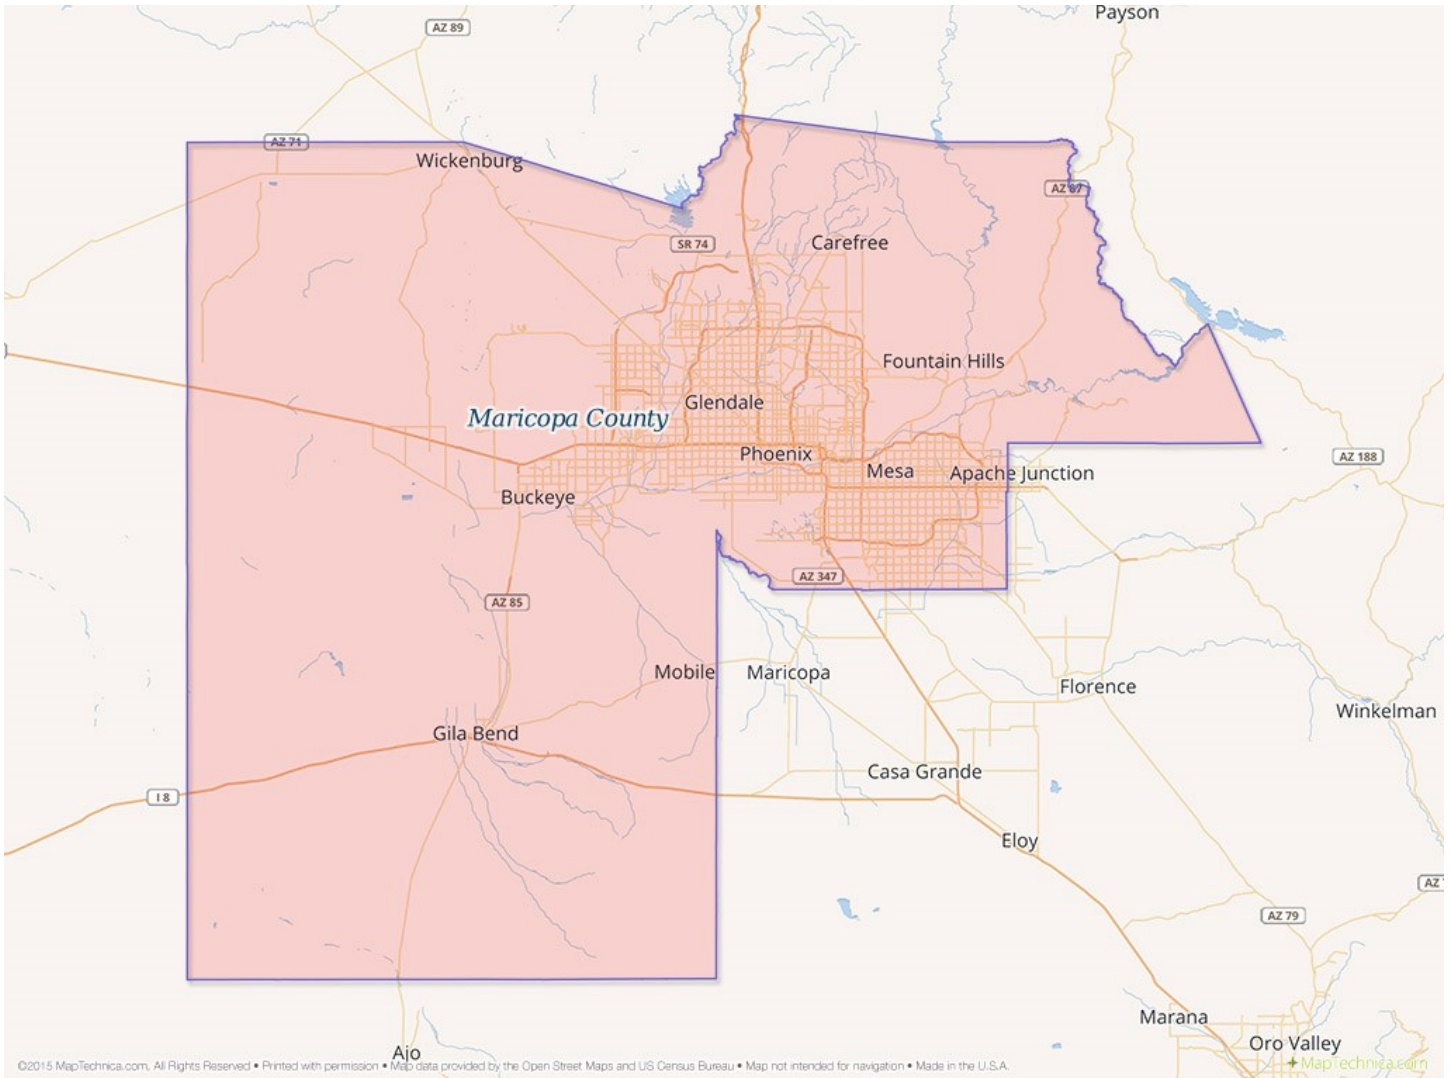 Payson
AZ 89
AZ 71
Wickenburg
AZ 87
SR 74
Carefree
Fountain Hills
Glendale
Maricopa County
Phoenix
AZ 188
Mesa
Apache Junction
Buckeye
AZ 347
AZ 85
Mobile
Maricopa
Florence
Winkelman
Gila Bend
Casa Grande
I 8
Eloy
AZ
AZ 79
Marana
Oro Valley
Ajo
©2015 MapTechnica.com, All Rights Reserved • Printed with permission • Map data provided by the Open Street Maps and US Census Bureau • Map not intended for navigation • Made in the U.S.A.
MapTechnica.com